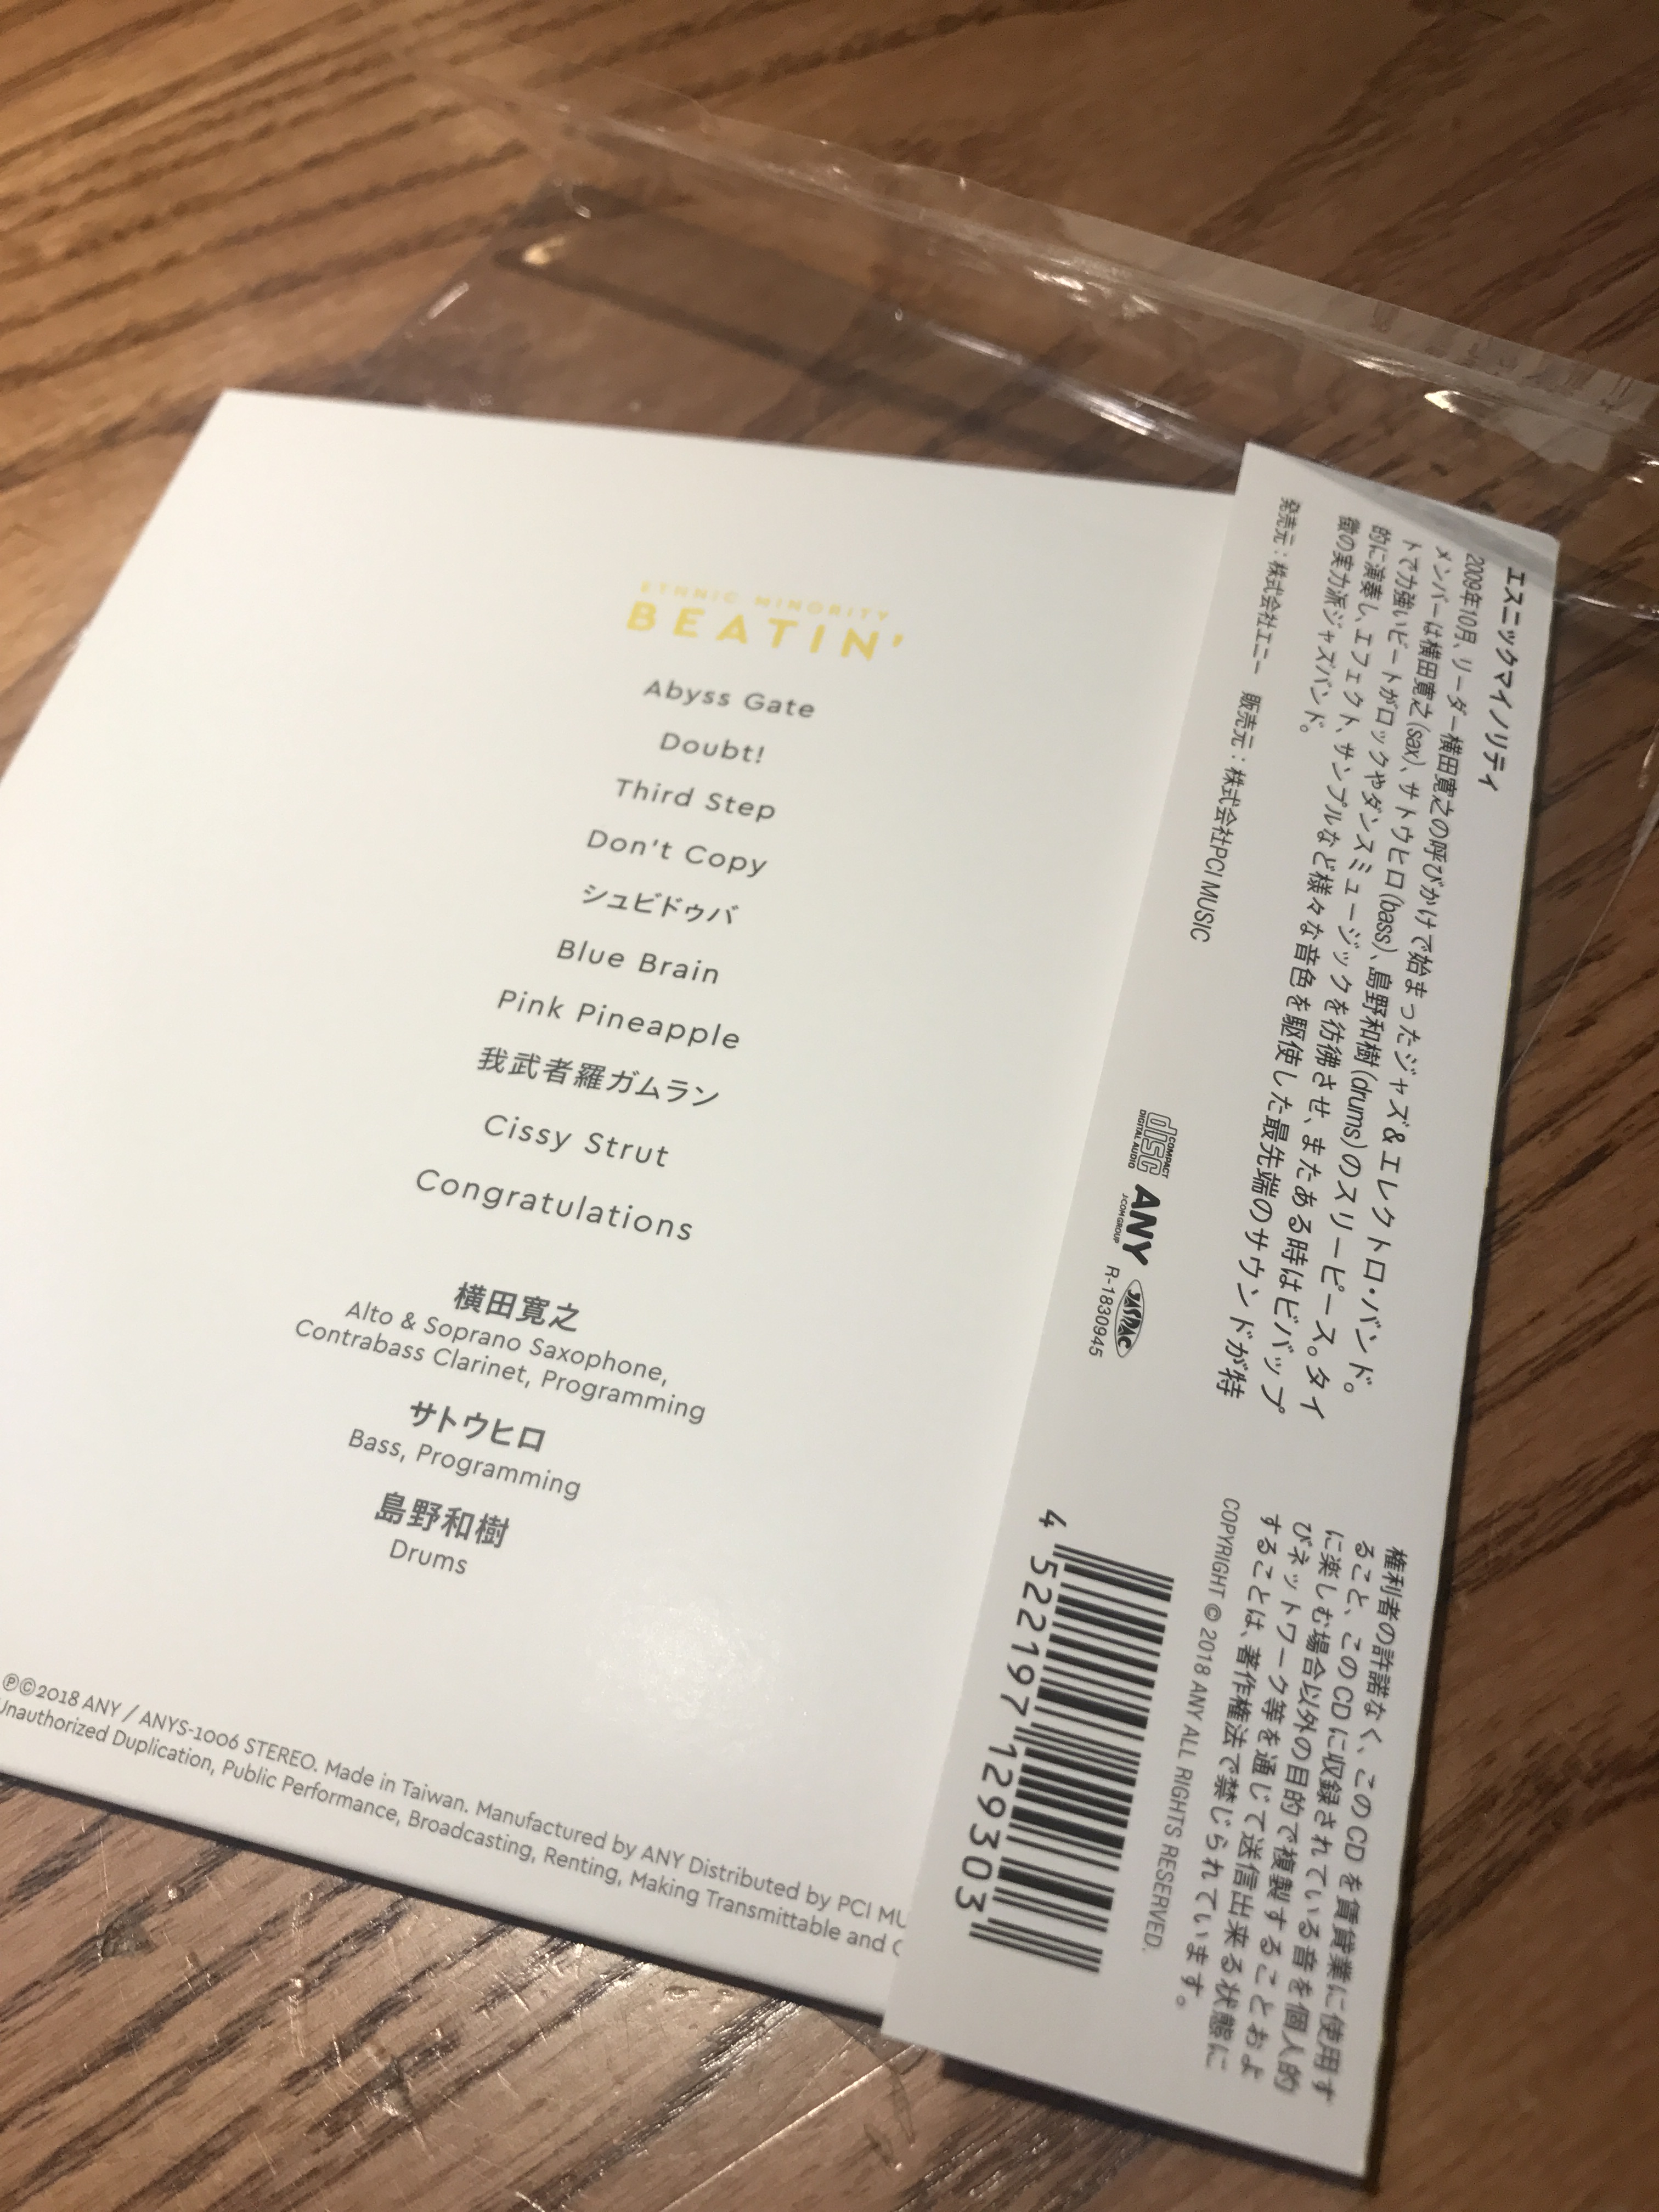 ETHNIC MINORITY
BEATIN'
Abyss Gate
Doubt!
Third Step
Don't Copy
シュビドゥバ
Blue Brain
Pink Pineapple
我武者羅ガムラン
Cissy Strut
Congratulations
横田寛之
Alto & Soprano Saxophone,
Contrabass Clarinet, Programming
サトウヒロ
Bass, Programming
島野和樹
Drums
℗©2018 ANY / ANYS-1006 STEREO. Made in Taiwan. Manufactured by ANY Distributed by PCI MU
Unauthorized Duplication, Public Performance, Broadcasting, Renting, Making Transmittable and
エスニックマイノリティ
2009年10月、リーダー横田寛之の呼びかけで始まったジャズ&エレクトロ・バンド。
メンバーは横田寛之(sax)、サトウヒロ(bass)、島野和樹(drums)のスリーピース。タイ
トで力強いビートがロックやダンスミュージックを彷彿させ、またある時はビバップ
的に演奏し、エフェクト、サンプルなど様々な音色を駆使した最先端のサウンドが特
徴の実力派ジャズバンド。
発売元:株式会社エニー 販売元:株式会社PCI MUSIC
COMPACT
disc
DIGITAL AUDIO
ANY
J:COM GROUP
JASRAC
R-1830945
権利者の許諾なく、このCDを賃貸業に使用す
ること、このCDに収録されている音を個人的
に楽しむ場合以外の目的で複製することおよ
びネットワーク等を通じて送信出来る状態に
することは、著作権法で禁じられています。
COPYRIGHT © 2018 ANY ALL RIGHTS RESERVED.
4 522197 129303